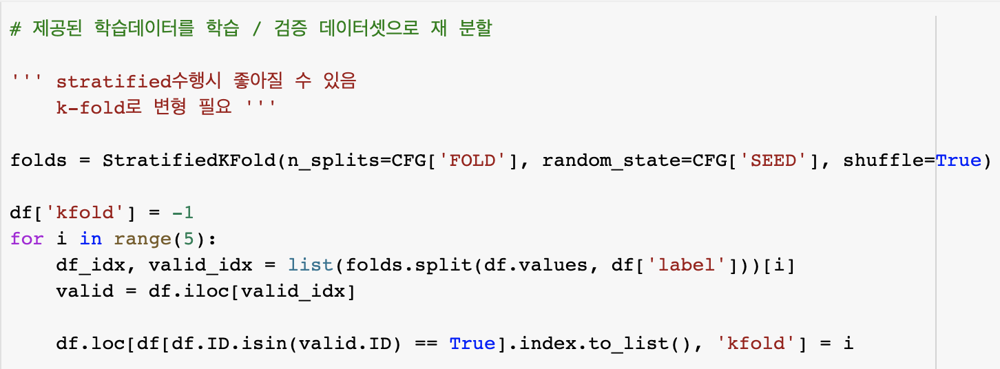 # 제공된 학습데이터를 학습 / 검증 데이터셋으로 재 분할
''' stratified수행시 좋아질 수 있음
    k-fold로 변형 필요 '''
folds = StratifiedKFold(n_splits=CFG['FOLD'], random_state=CFG['SEED'], shuffle=True)
df['kfold'] = -1
for i in range(5):
    df_idx, valid_idx = list(folds.split(df.values, df['label']))[i]
    valid = df.iloc[valid_idx]
    df.loc[df[df.ID.isin(valid.ID) == True].index.to_list(), 'kfold'] = i